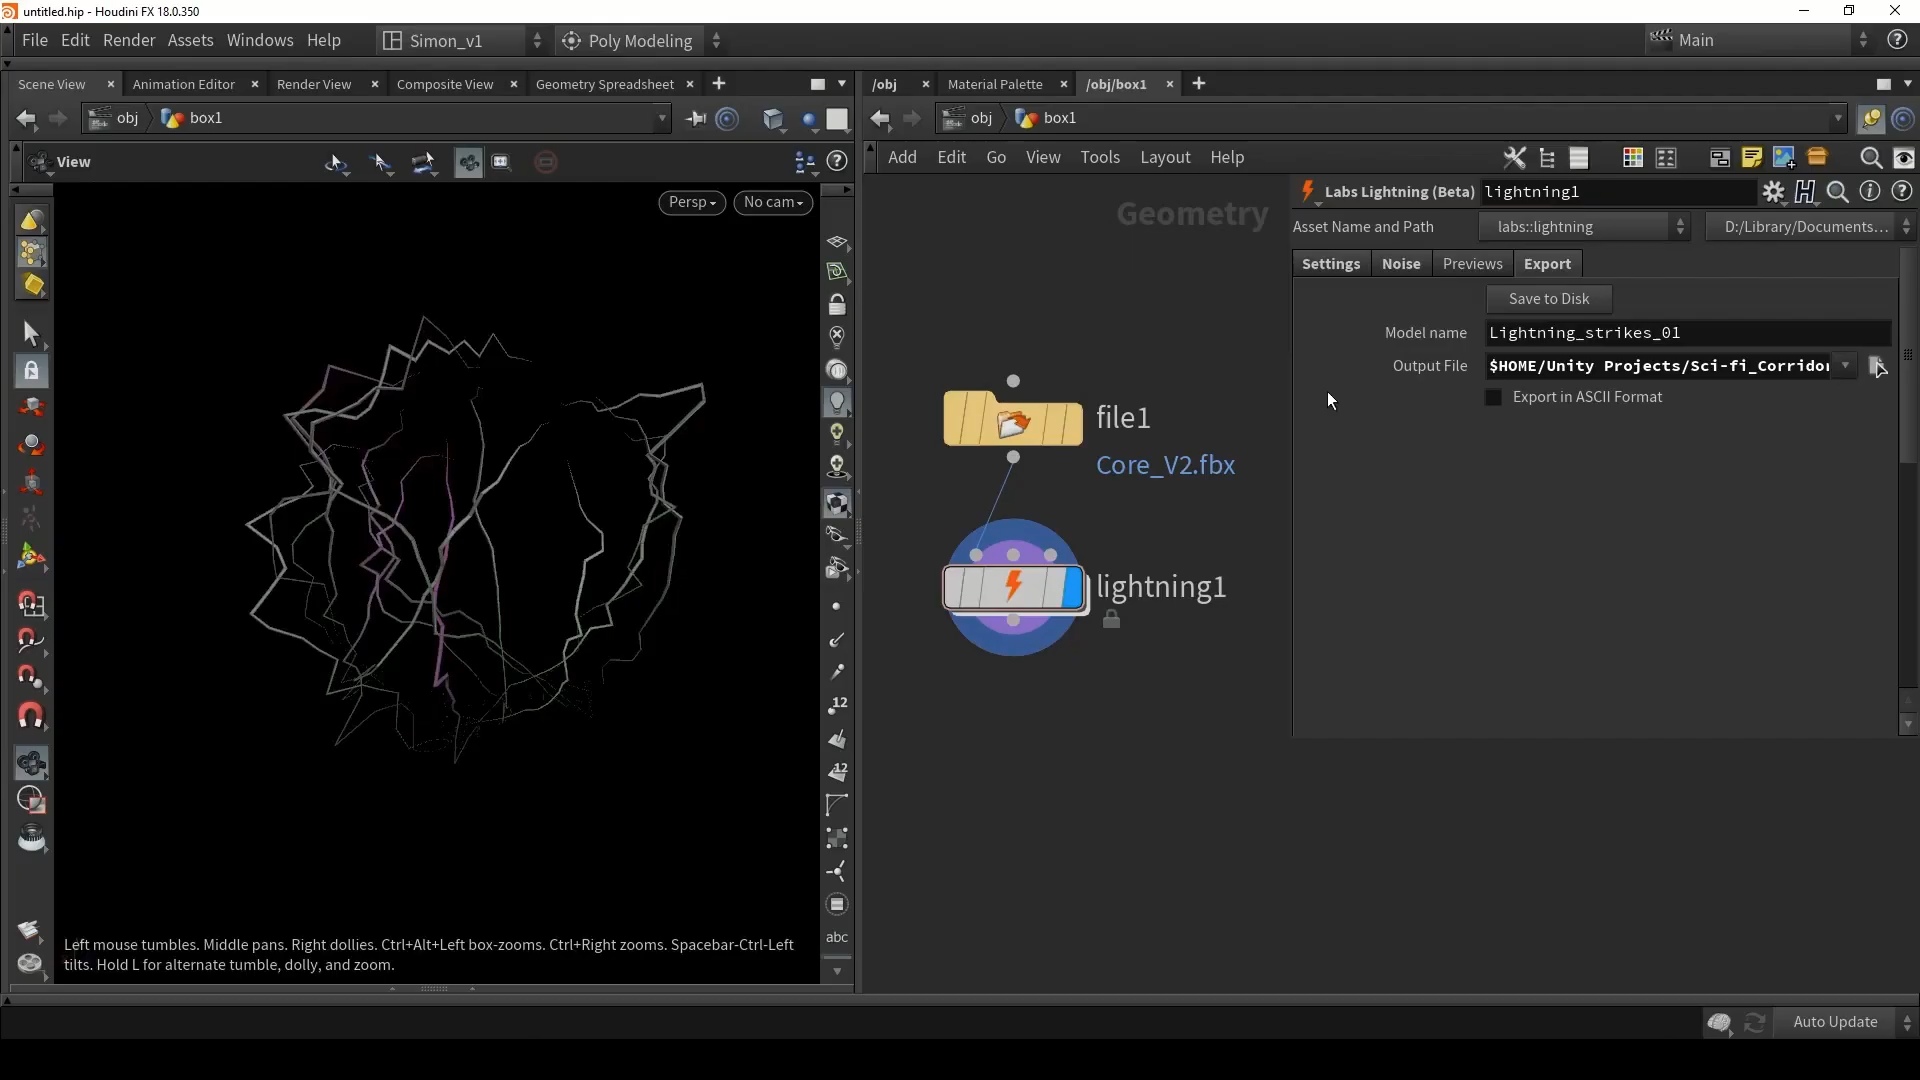 untitled.hip - Houdini FX 18.0.350
File Edit Render Assets Windows Help
Simon_v1
Poly Modeling
Main
Scene View
Animation Editor
Render View
Composite View
Geometry Spreadsheet
/obj
Material Palette
/obj/box1
obj
box1
obj
box1
View
Add Edit Go View Tools Layout Help
Persp
No cam
Geometry
Labs Lightning (Beta)
lightning1
Asset Name and Path
labs::lightning
D:/Library/Documents...
Settings
Noise
Previews
Export
Save to Disk
Model name
Lightning_strikes_01
Output File
$HOME/Unity Projects/Sci-fi_Corridor
Export in ASCII Format
file1
Core_V2.fbx
lightning1
12
12
abc
Left mouse tumbles. Middle pans. Right dollies. Ctrl+Alt+Left box-zooms. Ctrl+Right zooms. Spacebar-Ctrl-Left
tilts. Hold L for alternate tumble, dolly, and zoom.
Auto Update